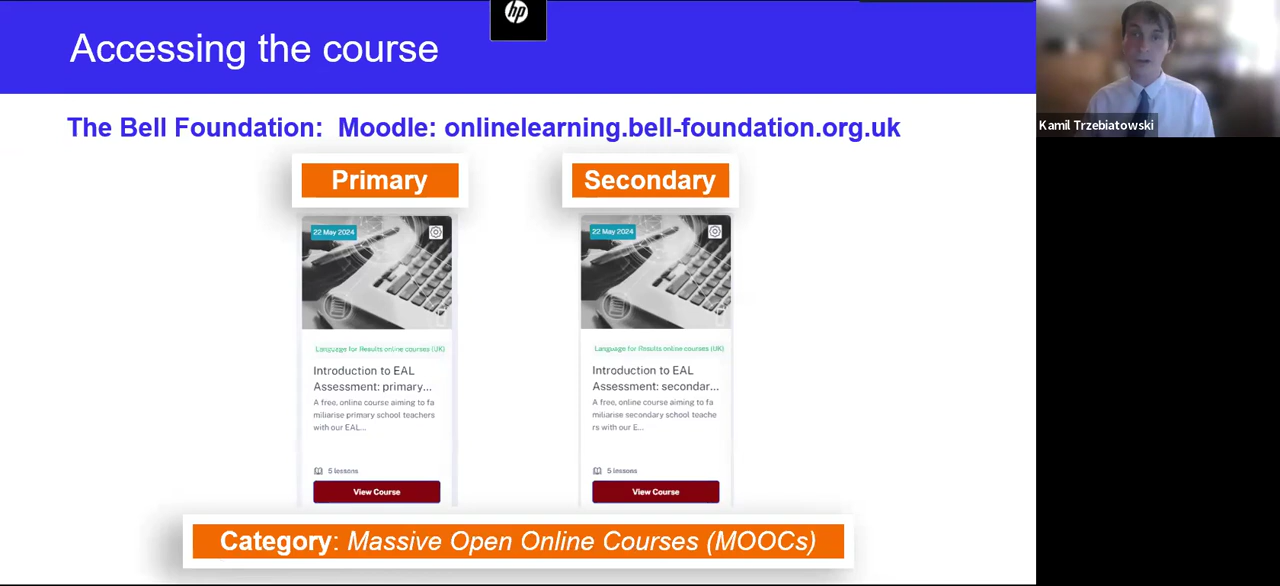 hp
Accessing the course
Kamil Trzebiatowski
The Bell Foundation: Moodle: onlinelearning.bell-foundation.org.uk
Primary
22 May 2024
Language for Results online courses (UK)
Introduction to EAL
Assessment: primary...
A free, online course aiming to fa
miliarise primary school teachers
with our EAL...
5 lessons
View Course
Secondary
22 May 2024
Language for Results online courses (UK)
Introduction to EAL
Assessment: secondar...
A free, online course aiming to fa
miliarise secondary school teache
rs with our E...
5 lessons
View Course
Category: Massive Open Online Courses (MOOCs)